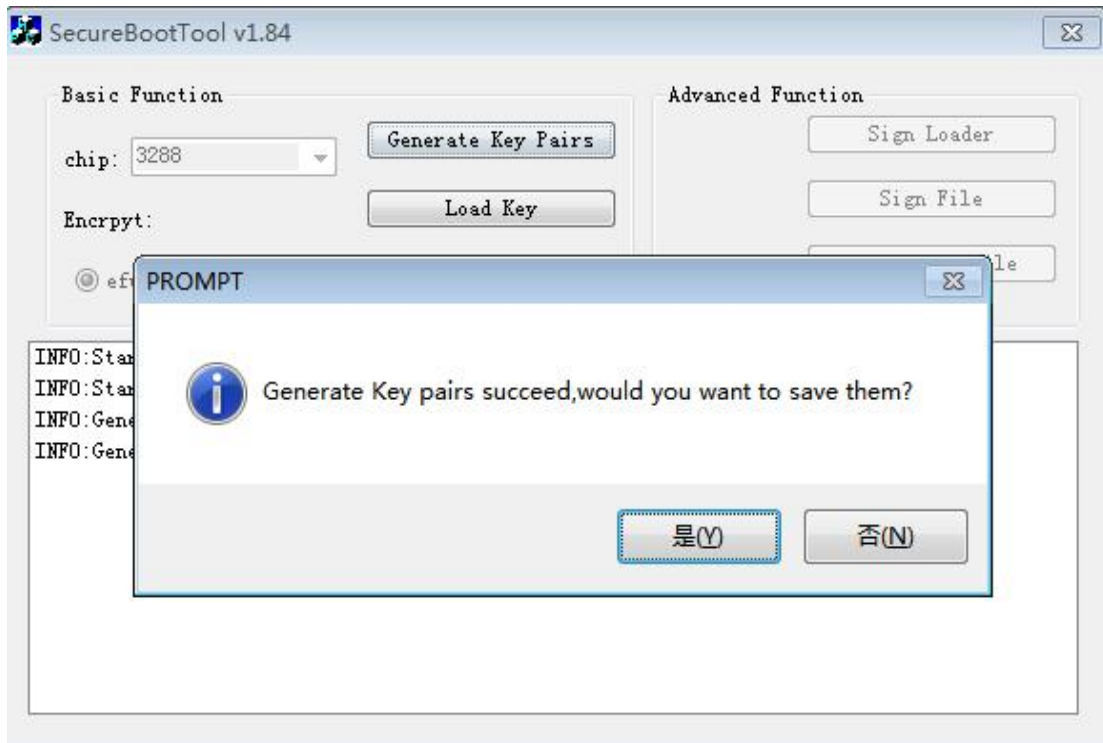 SecureBootTool v1.84
Basic Function
Advanced Function
chip: 3288
Generate Key Pairs
Sign Loader
Encrpyt:
Load Key
Sign File
PROMPT
INFO:
INFO:
INFO:
INFO:
Generate Key pairs succeed,would you want to save them?
是(Y)
否(N)